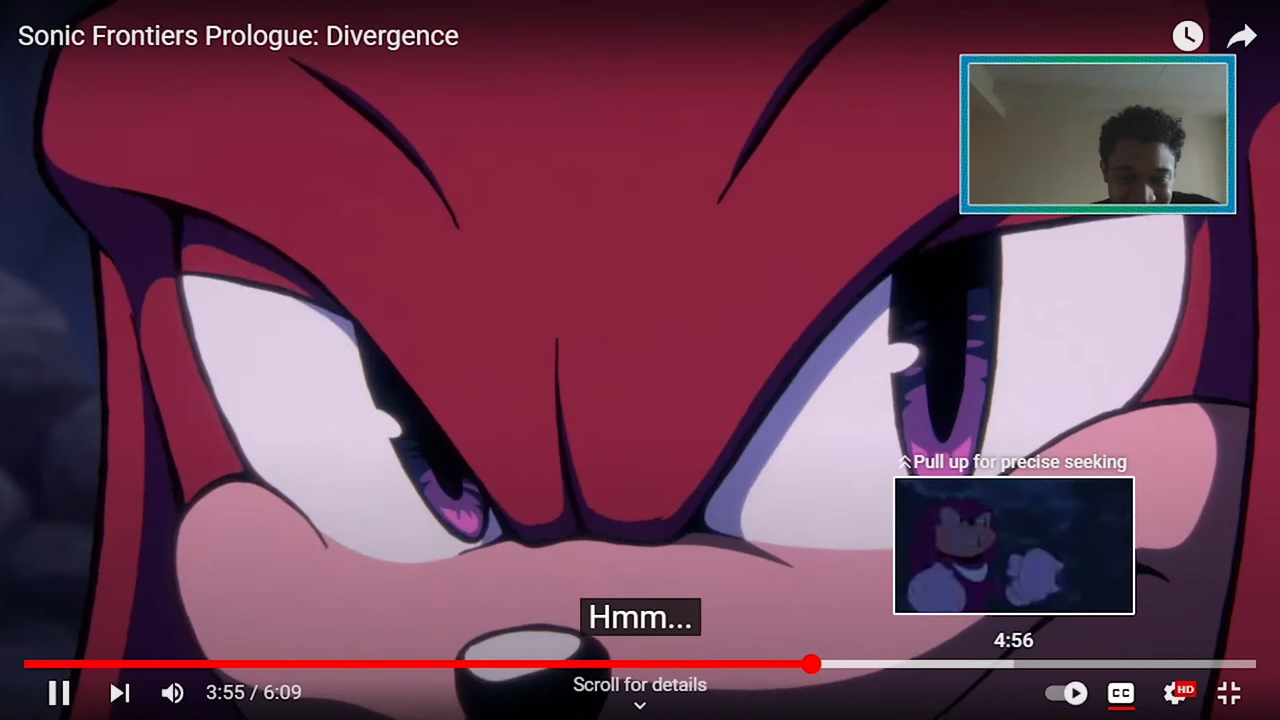 Sonic Frontiers Prologue: Divergence
Pull up for precise seeking
Hmm...
4:56
3:55 / 6:09
Scroll for details
CC
HD